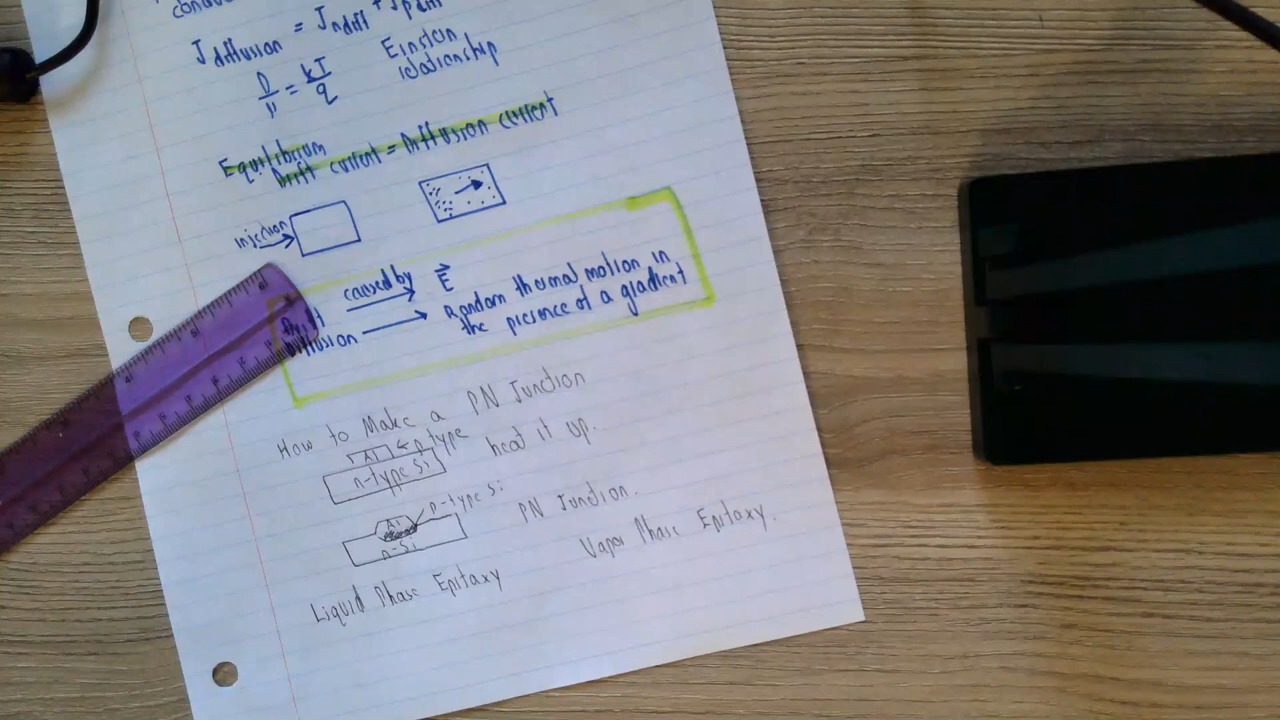 J diffusion = J n diff + J p diff
D/μ = kT/q Einstein relationship
Equilibrium
Drift current = Diffusion current
injection
caused by E⃗
Random thermal motion in
the presence of a gradient
How to Make a PN Junction
Al ← p type
n-type Si heat it up.
p-type Si
Al
n-Si
PN Junction.
Liquid Phase Epitaxy
Vapor Phase Epitaxy.